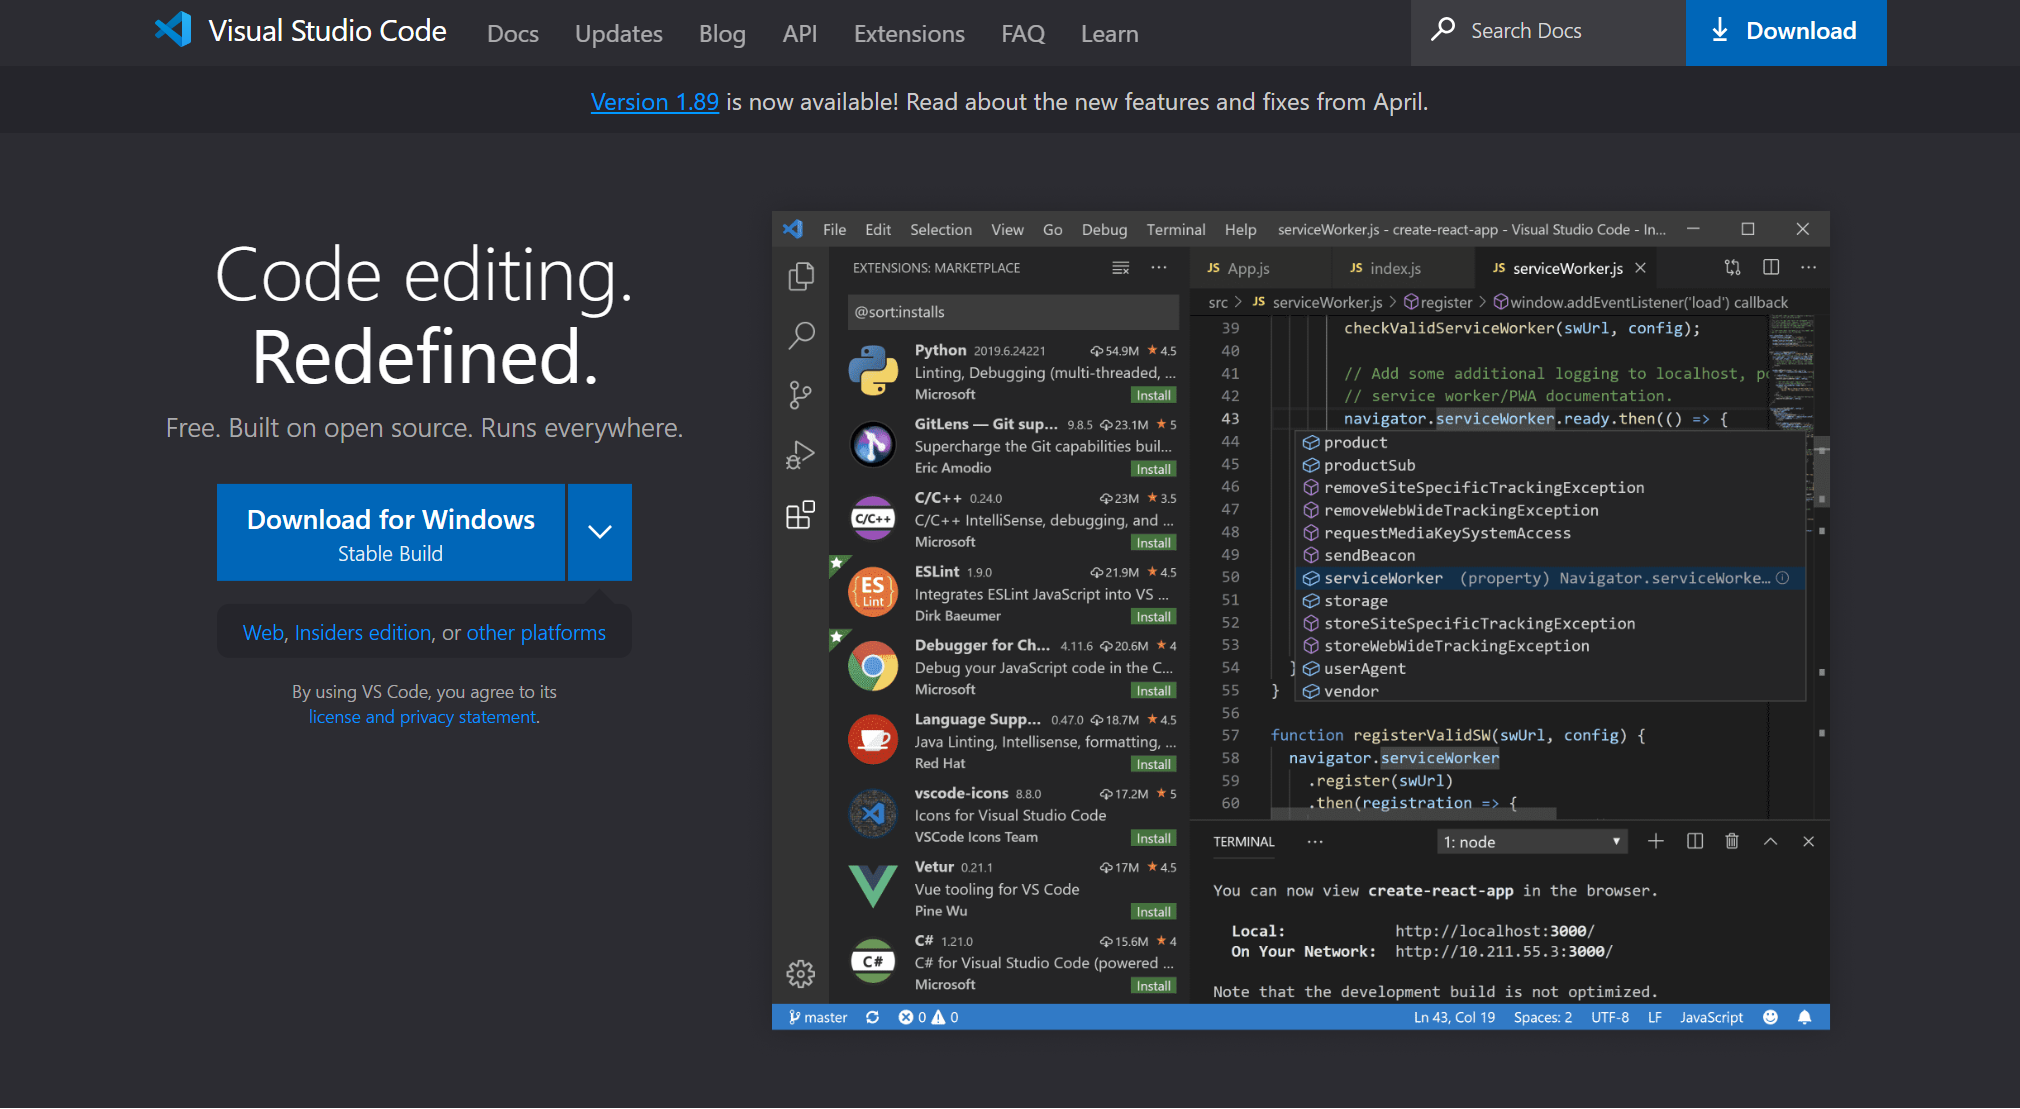 Visual Studio Code Docs Updates Blog API Extensions FAQ Learn Search Docs Download
Version 1.89 is now available! Read about the new features and fixes from April.
Code editing.
Redefined.
Free. Built on open source. Runs everywhere.
Download for Windows
Stable Build
Web, Insiders edition, or other platforms
By using VS Code, you agree to its
license and privacy statement.
File Edit Selection View Go Debug Terminal Help serviceWorker.js - create-react-app - Visual Studio Code - In...
EXTENSIONS: MARKETPLACE
@sort:installs
Python 2019.6.24221 54.9M 4.5
Linting, Debugging (multi-threaded, ...
Microsoft Install
GitLens — Git sup... 9.8.5 23.1M 5
Supercharge the Git capabilities buil...
Eric Amodio Install
C/C++
C/C++ 0.24.0 23M 3.5
C/C++ IntelliSense, debugging, and ...
Microsoft Install
ES
Lint
ESLint 1.9.0 21.9M 4.5
Integrates ESLint JavaScript into VS ...
Dirk Baeumer Install
Debugger for Ch... 4.11.6 20.6M 4
Debug your JavaScript code in the C...
Microsoft Install
Language Supp... 0.47.0 18.7M 4.5
Java Linting, Intellisense, formatting, ...
Red Hat Install
vscode-icons 8.8.0 17.2M 5
Icons for Visual Studio Code
VSCode Icons Team Install
Vetur 0.21.1 17M 4.5
Vue tooling for VS Code
Pine Wu Install
C#
C# 1.21.0 15.6M 4
C# for Visual Studio Code (powered ...
Microsoft Install
JS App.js JS index.js JS serviceWorker.js
src > JS serviceWorker.js > register > window.addEventListener('load') callback
39 checkValidServiceWorker(swUrl, config);
40
41 // Add some additional logging to localhost, po
42 // service worker/PWA documentation.
43 navigator.serviceWorker.ready.then(() => {
44 product
45 productSub
46 removeSiteSpecificTrackingException
47 removeWebWideTrackingException
48 requestMediaKeySystemAccess
49 sendBeacon
50 serviceWorker (property) Navigator.serviceWorke...
51 storage
52 storeSiteSpecificTrackingException
53 storeWebWideTrackingException
54 } userAgent
55 } vendor
56
57 function registerValidSW(swUrl, config) {
58 navigator.serviceWorker
59 .register(swUrl)
60 .then(registration => {
TERMINAL ... 1: node
You can now view create-react-app in the browser.
Local: http://localhost:3000/
On Your Network: http://10.211.55.3:3000/
Note that the development build is not optimized.
master 0 0 Ln 43, Col 19 Spaces: 2 UTF-8 LF JavaScript